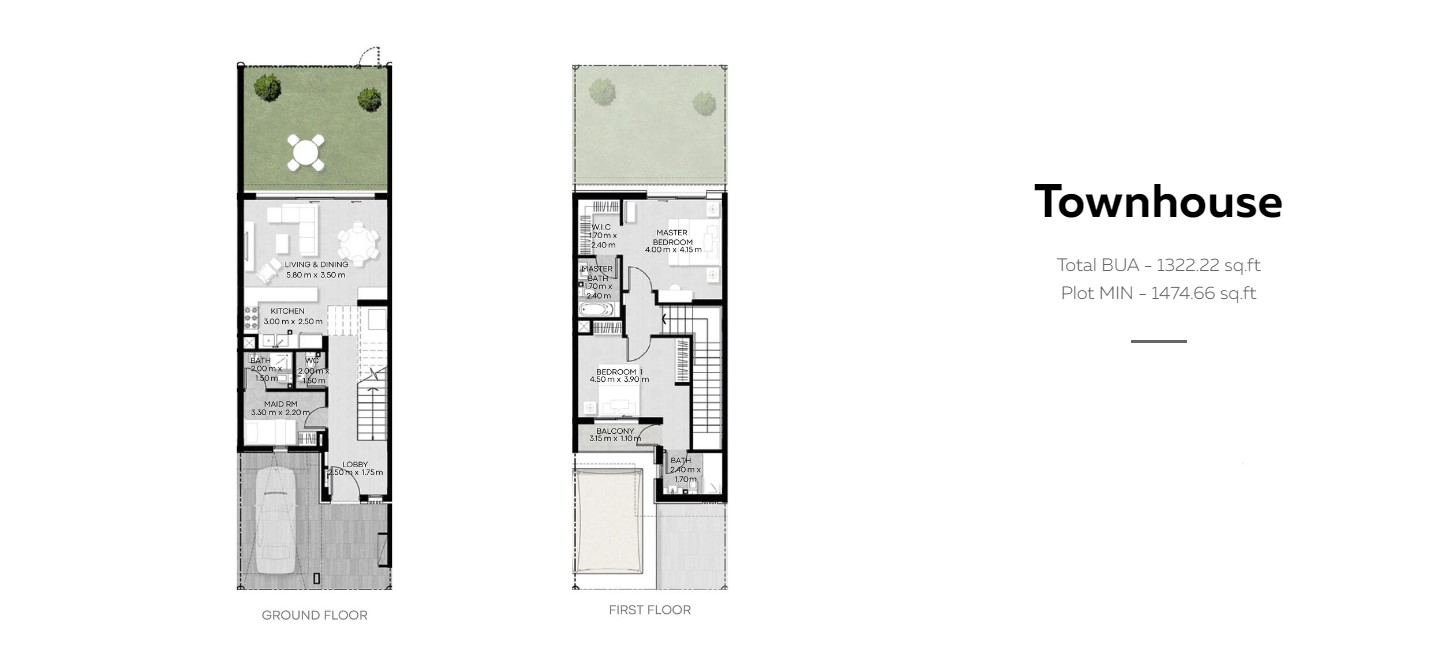 LIVING & DINING
5.80 m x 3.50 m
KITCHEN
3.00 m x 2.50 m
BATH
2.00 m x
1.50 m
WC
2.00 m x
1.50 m
MAID RM
3.30 m x 2.20 m
LOBBY
2.50 m x 1.75 m
GROUND FLOOR
W.I.C
1.70 m x
2.40 m
MASTER
BEDROOM
4.00 m x 4.15 m
MASTER
BATH
1.70 m x
2.40 m
BEDROOM 1
4.50 m x 3.90 m
BALCONY
3.15 m x 1.10 m
BATH
2.40 m x
1.70 m
FIRST FLOOR
Townhouse
Total BUA - 1322.22 sq.ft
Plot MIN - 1474.66 sq.ft